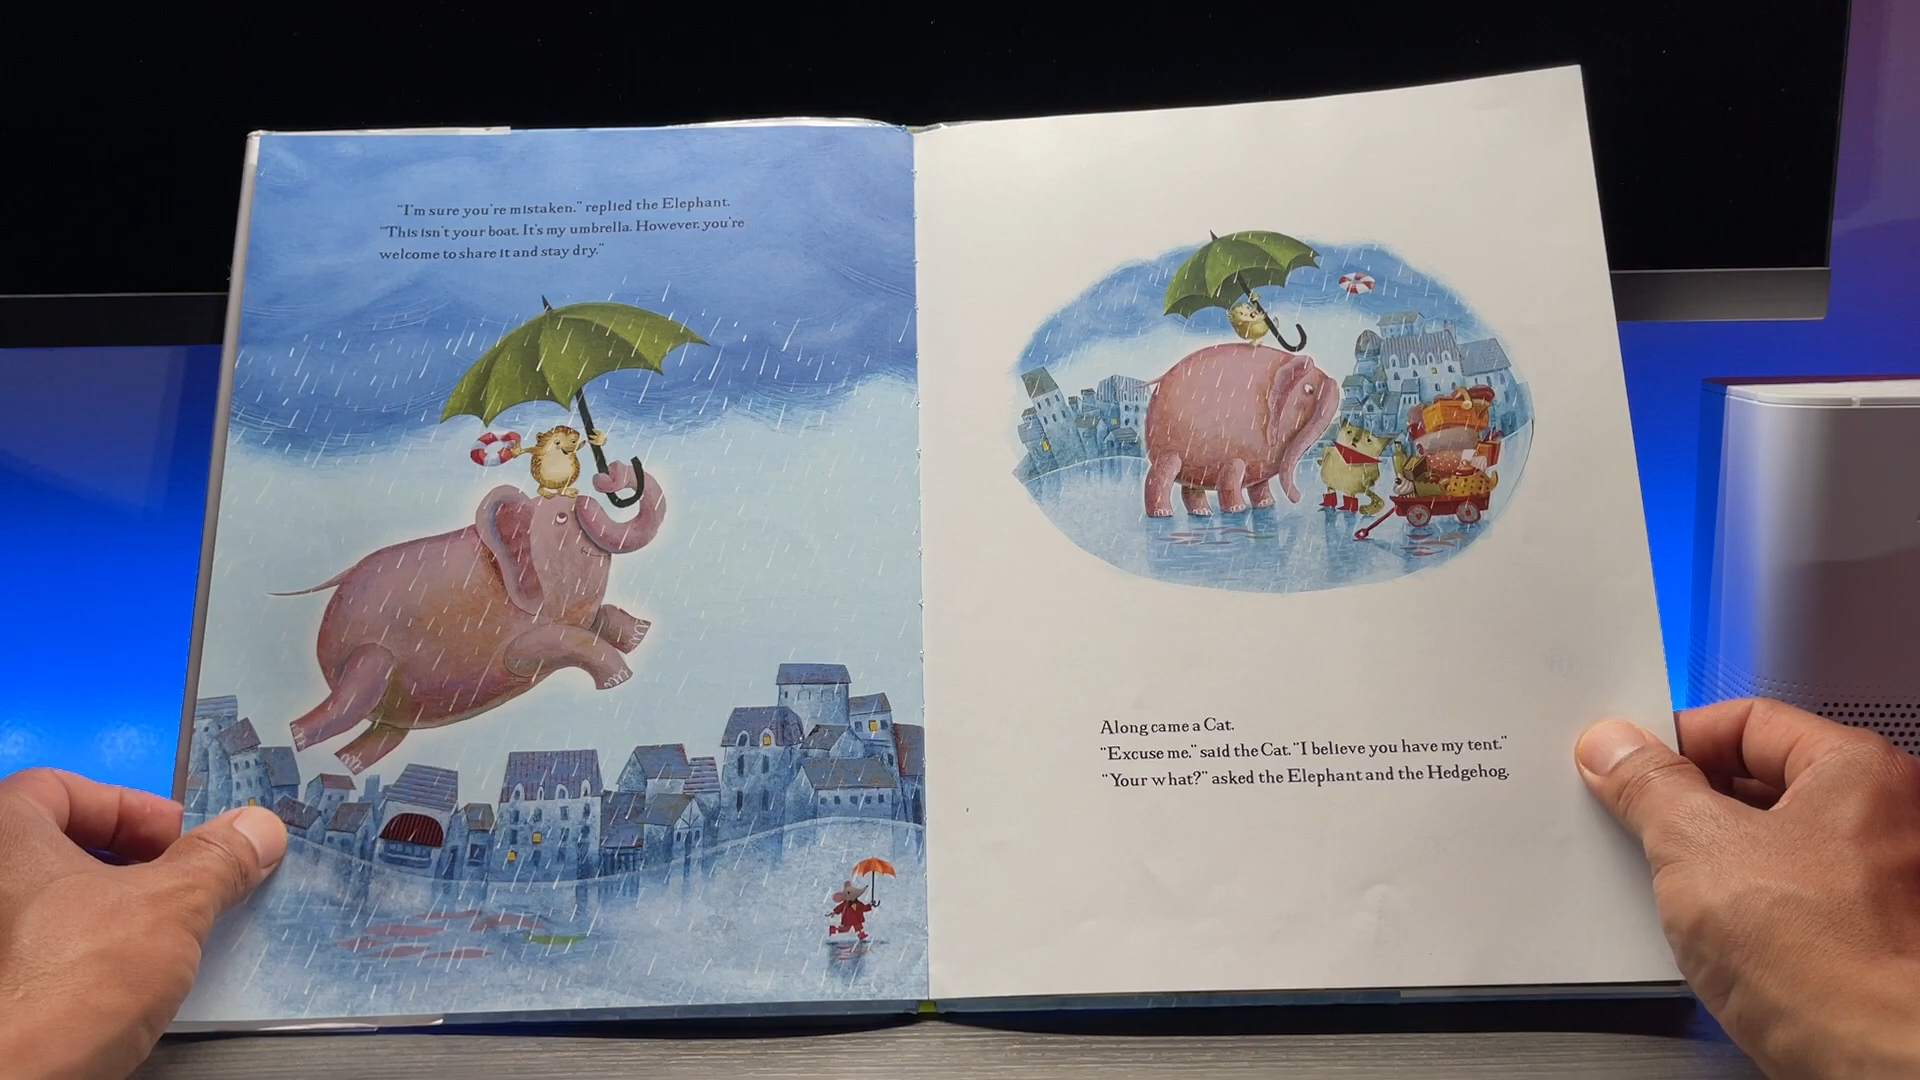 "I'm sure you're mistaken." replied the Elephant.
"This isn't your boat. It's my umbrella. However, you're
welcome to share it and stay dry."
Along came a Cat.
"Excuse me," said the Cat. "I believe you have my tent."
"Your what?" asked the Elephant and the Hedgehog.